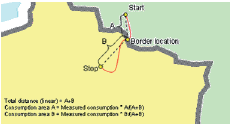 Start
A
Border location
B
Stop
Total distance (linear) = A+B
Consumption area A = Measured consumption * A/(A+B)
Consumption area B = Measured consumption * B/(A+B)